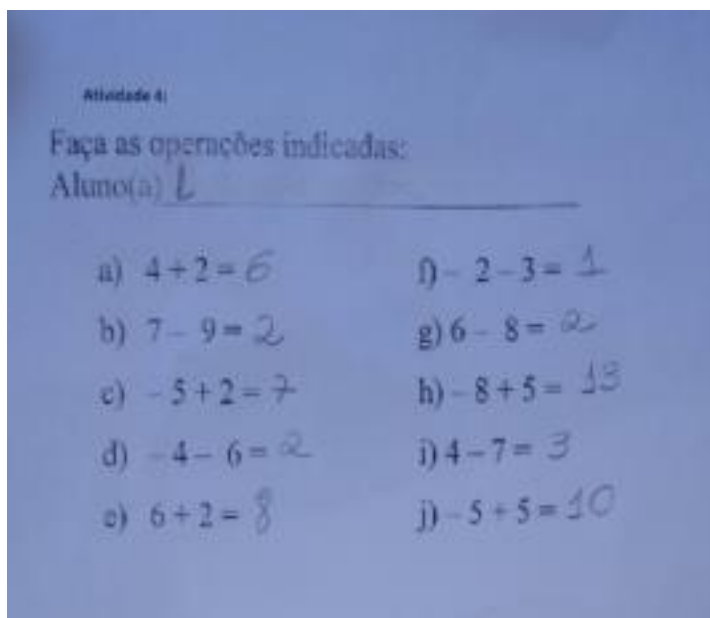 Atividade 4:
Faça as operações indicadas:
Aluno(a) L
a) 4 + 2 = 6
b) 7 - 9 = 2
c) - 5 + 2 = 7
d) - 4 - 6 = 2
e) 6 + 2 = 8
f) - 2 - 3 = 1
g) 6 - 8 = 2
h) - 8 + 5 = 13
i) 4 - 7 = 3
j) - 5 + 5 = 10